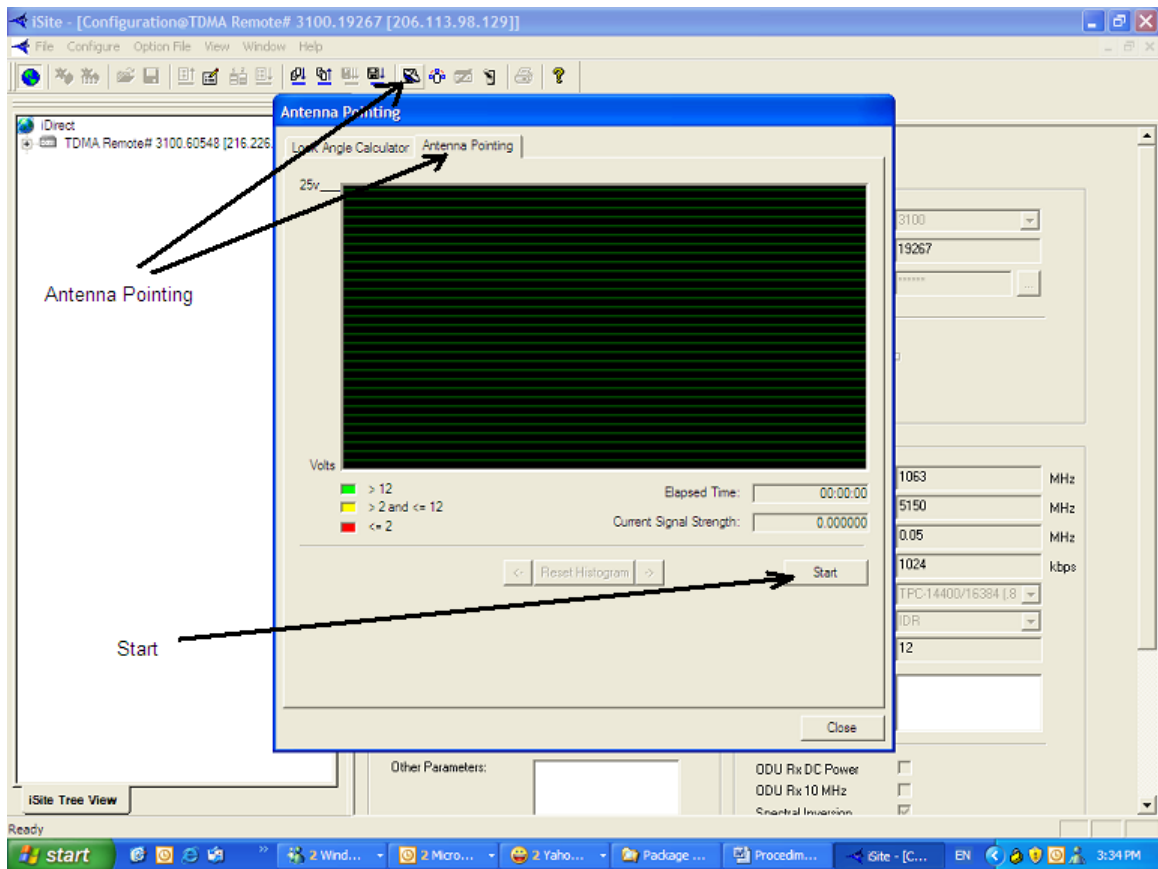 iSite - [Configuration@TDMA Remote# 3100.19267 [206.113.98.129]]
File Configure Option File View Window Help
iDirect
TDMA Remote# 3100.60548 [216.226.
Antenna Pointing
Look Angle Calculator Antenna Pointing
25v
Volts
> 12
> 2 and <= 12
<= 2
Elapsed Time: 00:00:00
Current Signal Strength: 0.000000
<- Reset Histogram -> Start
Close
Antenna Pointing
Start
3100
19267
******
...
1063 MHz
5150 MHz
0.05 MHz
1024 kbps
TPC-14400/16384 (.8
IDR
12
Other Parameters:
ODU Rx DC Power
ODU Rx 10 MHz
Spectral Inversion
iSite Tree View
Ready
start 2 Wind... 2 Micro... 2 Yaho... Package ... Procedim... iSite - [C... EN 3:34 PM